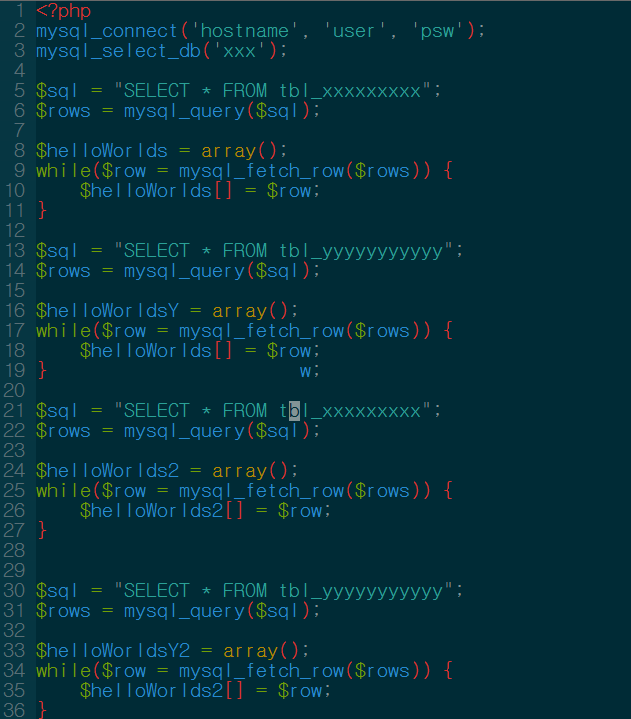 1 <?php
2 mysql_connect('hostname', 'user', 'psw');
3 mysql_select_db('xxx');
4
5 $sql = "SELECT * FROM tbl_xxxxxxxxx";
6 $rows = mysql_query($sql);
7
8 $helloWorlds = array();
9 while($row = mysql_fetch_row($rows)) {
10     $helloWorlds[] = $row;
11 }
12
13 $sql = "SELECT * FROM tbl_yyyyyyyyyyy";
14 $rows = mysql_query($sql);
15
16 $helloWorldsY = array();
17 while($row = mysql_fetch_row($rows)) {
18     $helloWorlds[] = $row;
19 }                       w;
20
21 $sql = "SELECT * FROM tbl_xxxxxxxxx";
22 $rows = mysql_query($sql);
23
24 $helloWorlds2 = array();
25 while($row = mysql_fetch_row($rows)) {
26     $helloWorlds2[] = $row;
27 }
28
29
30 $sql = "SELECT * FROM tbl_yyyyyyyyyyy";
31 $rows = mysql_query($sql);
32
33 $helloWorldsY2 = array();
34 while($row = mysql_fetch_row($rows)) {
35     $helloWorlds2[] = $row;
36 }